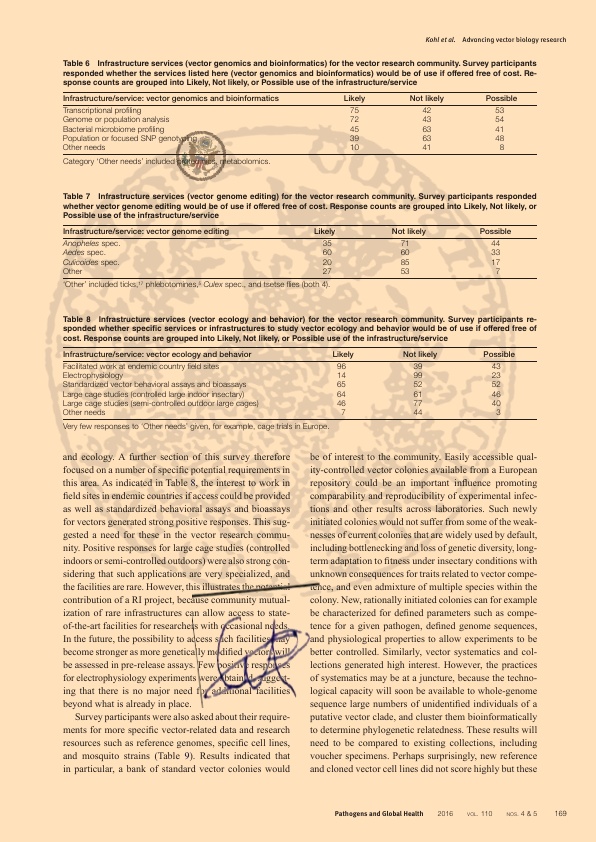 Kohl et al. Advancing vector biology research
Table 6 Infrastructure services (vector genomics and bioinformatics) for the vector research community. Survey participants
responded whether the services listed here (vector genomics and bioinformatics) would be of use if offered free of cost. Re-
sponse counts are grouped into Likely, Not likely, or Possible use of the infrastructure/service
Infrastructure/service: vector genomics and bioinformatics Likely Not likely Possible
Transcriptional profiling 75 42 53
Genome or population analysis 72 43 54
Bacterial microbiome profiling 45 63 41
Population or focused SNP genotyping 39 63 48
Other needs 10 41 8
Category 'Other needs' included proteomics, metabolomics.
Table 7 Infrastructure services (vector genome editing) for the vector research community. Survey participants responded
whether vector genome editing would be of use if offered free of cost. Response counts are grouped into Likely, Not likely, or
Possible use of the infrastructure/service
Infrastructure/service: vector genome editing Likely Not likely Possible
Anopheles spec. 35 71 44
Aedes spec. 60 60 33
Culicoides spec. 20 85 17
Other 27 53 7
'Other' included ticks, phlebotomines, Culex spec., and tsetse flies (both 4).
Table 8 Infrastructure services (vector ecology and behavior) for the vector research community. Survey participants re-
sponded whether specific services or infrastructures to study vector ecology and behavior would be of use if offered free of
cost. Response counts are grouped into Likely, Not likely, or Possible use of the infrastructure/service
Infrastructure/service: vector ecology and behavior Likely Not likely Possible
Facilitated work at endemic country field sites 96 39 43
Electrophysiology 14 99 23
Standardized vector behavioral assays and bioassays 65 52 52
Large cage studies (controlled large indoor insectary) 64 61 46
Large cage studies (semi-controlled outdoor large cages) 46 77 40
Other needs 7 44 3
Very few responses to 'Other needs' given, for example, cage trials in Europe.
and ecology. A further section of this survey therefore
focused on a number of specific potential requirements in
this area. As indicated in Table 8, the interest to work in
field sites in endemic countries if access could be provided
as well as standardized behavioral assays and bioassays
for vectors generated strong positive responses. This sug-
gested a need for these in the vector research commu-
nity. Positive responses for large cage studies (controlled
indoors or semi-controlled outdoors) were also strong con-
sidering that such applications are very specialized, and
the facilities are rare. However, this illustrates the potential
contribution of a RI project, because community mutual-
ization of rare infrastructures can allow access to state-
of-the-art facilities for researchers with occasional needs.
In the future, the possibility to access such facilities may
become stronger as more genetically modified vectors will
be assessed in pre-release assays. Few positive responses
for electrophysiology experiments were obtained, suggest-
ing that there is no major need for additional facilities
beyond what is already in place.
Survey participants were also asked about their require-
ments for more specific vector-related data and research
resources such as reference genomes, specific cell lines,
and mosquito strains (Table 9). Results indicated that
in particular, a bank of standard vector colonies would
be of interest to the community. Easily accessible qual-
ity-controlled vector colonies available from a European
repository could be an important influence promoting
comparability and reproducibility of experimental infec-
tions and other results across laboratories. Such newly
initiated colonies would not suffer from some of the weak-
nesses of current colonies that are widely used by default,
including bottlenecking and loss of genetic diversity, long-
term adaptation to fitness under insectary conditions with
unknown consequences for traits related to vector compe-
tence, and even admixture of multiple species within the
colony. New, rationally initiated colonies can for example
be characterized for defined parameters such as compe-
tence for a given pathogen, defined genome sequences,
and physiological properties to allow experiments to be
better controlled. Similarly, vector systematics and col-
lections generated high interest. However, the practices
of systematics may be at a juncture, because the techno-
logical capacity will soon be available to whole-genome
sequence large numbers of unidentified individuals of a
putative vector clade, and cluster them bioinformatically
to determine phylogenetic relatedness. These results will
need to be compared to existing collections, including
voucher specimens. Perhaps surprisingly, new reference
and cloned vector cell lines did not score highly but these
Pathogens and Global Health 2016 VOL. 110 NOS. 4 & 5 169